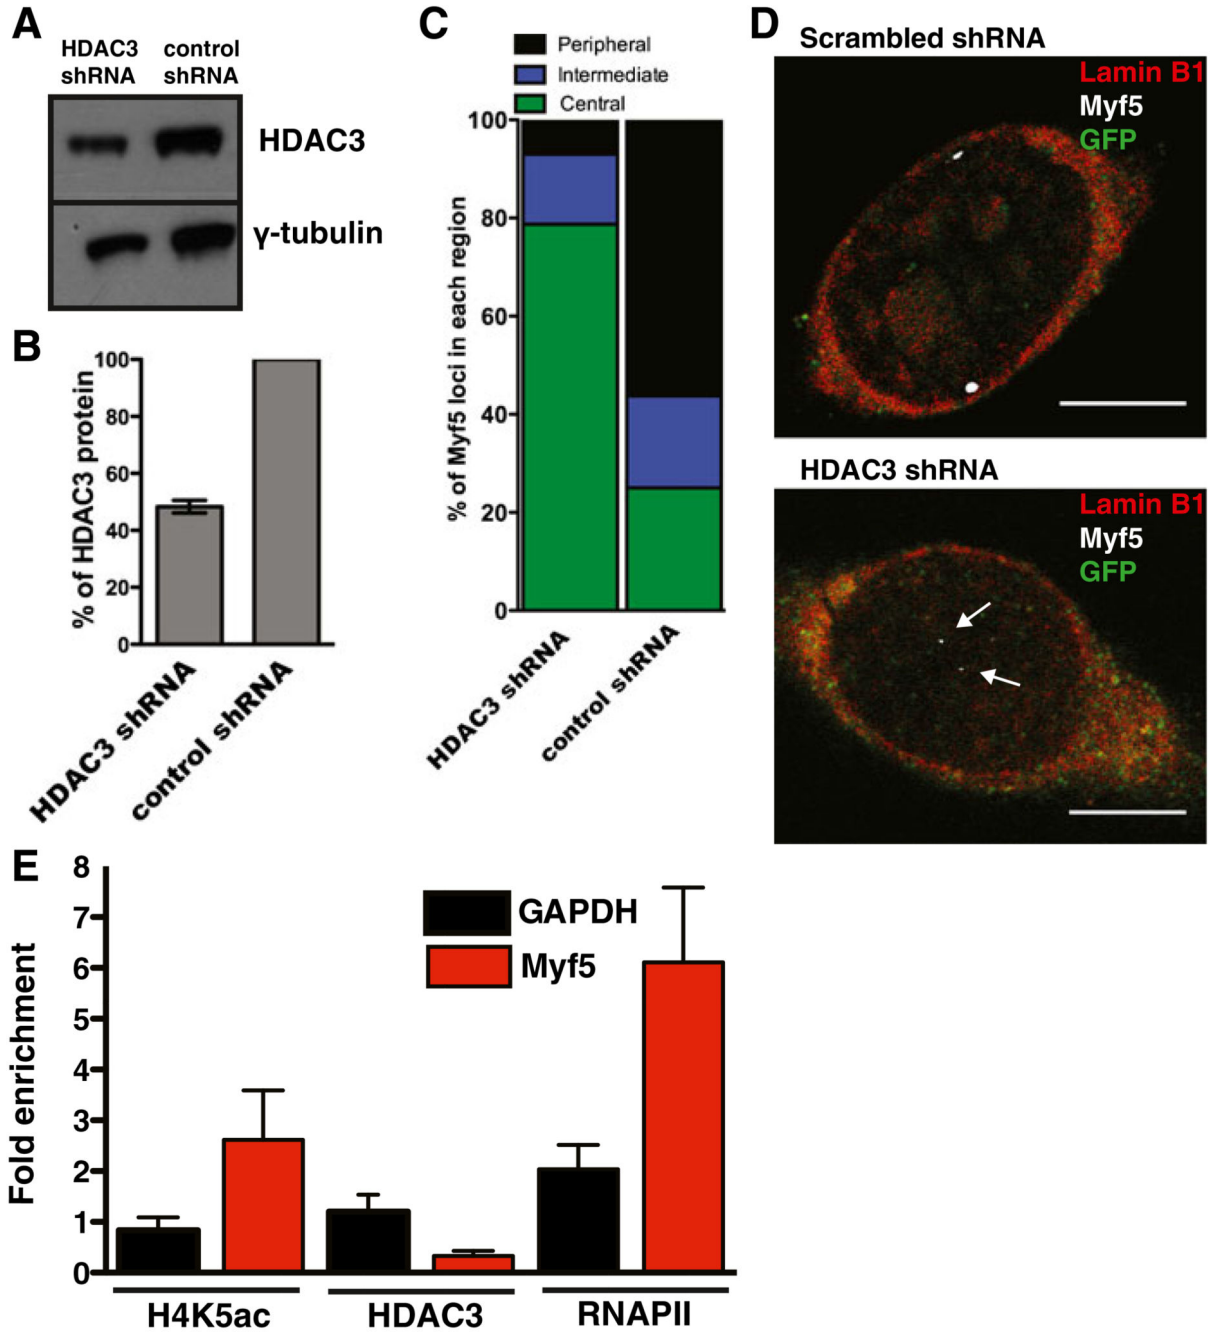 A
HDAC3
shRNA
control
shRNA
HDAC3
γ-tubulin
B
% of HDAC3 protein
100
80
60
40
20
0
HDAC3 shRNA
control shRNA
C
Peripheral
Intermediate
Central
% of Myf5 loci in each region
100
80
60
40
20
0
HDAC3 shRNA
control shRNA
D
Scrambled shRNA
Lamin B1
Myf5
GFP
HDAC3 shRNA
Lamin B1
Myf5
GFP
E
Fold enrichment
8
7
6
5
4
3
2
1
0
GAPDH
Myf5
H4K5ac
HDAC3
RNAPII